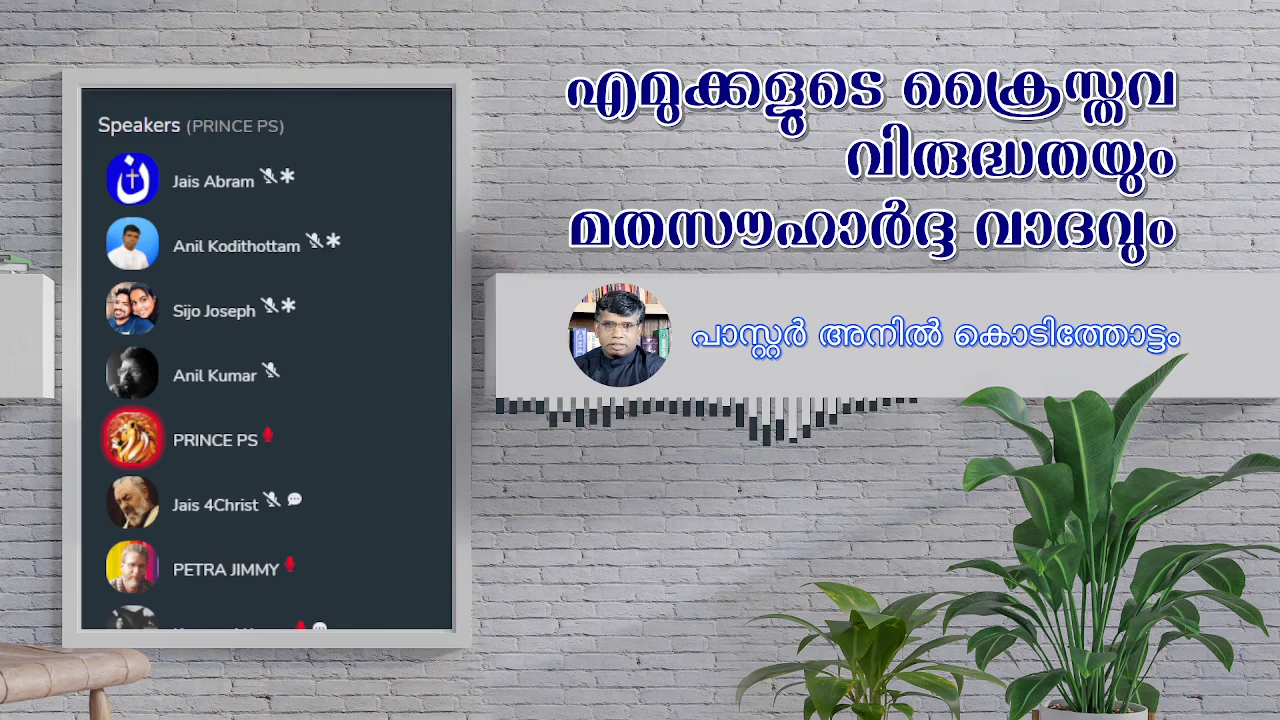 എമുക്കളുടെ ക്രൈസ്തവ
വിരുദ്ധതയും
മതസൗഹാർദ്ദ വാദവും
പാസ്റ്റർ അനിൽ കൊടിത്തോട്ടം
Speakers (PRINCE PS)
Jais Abram
Anil Kodithottam
Sijo Joseph
Anil Kumar
PRINCE PS
Jais 4Christ
PETRA JIMMY